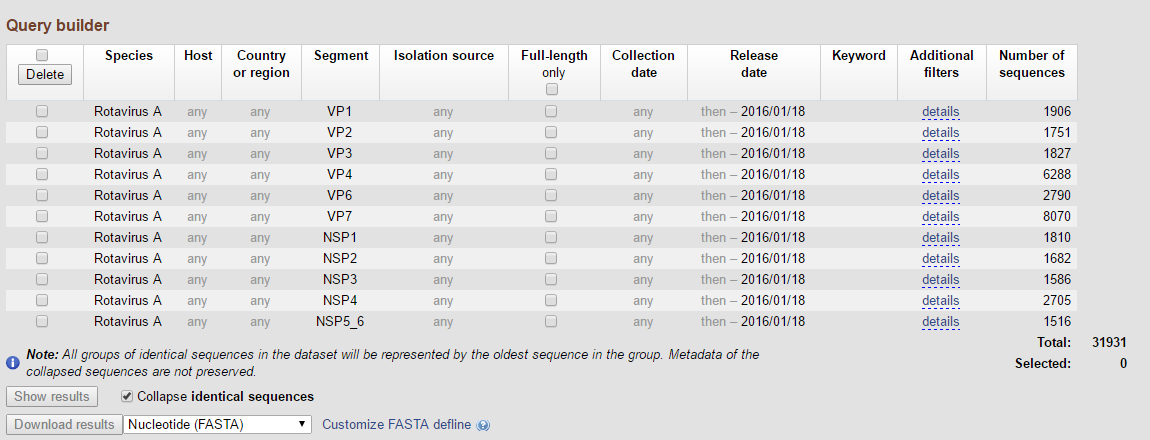 Query builder
Delete Species Host Country or region Segment Isolation source Full-length only Collection date Release date Keyword Additional filters Number of sequences
Rotavirus A any any VP1 any any then – 2016/01/18 details 1906
Rotavirus A any any VP2 any any then – 2016/01/18 details 1751
Rotavirus A any any VP3 any any then – 2016/01/18 details 1827
Rotavirus A any any VP4 any any then – 2016/01/18 details 6288
Rotavirus A any any VP6 any any then – 2016/01/18 details 2790
Rotavirus A any any VP7 any any then – 2016/01/18 details 8070
Rotavirus A any any NSP1 any any then – 2016/01/18 details 1810
Rotavirus A any any NSP2 any any then – 2016/01/18 details 1682
Rotavirus A any any NSP3 any any then – 2016/01/18 details 1586
Rotavirus A any any NSP4 any any then – 2016/01/18 details 2705
Rotavirus A any any NSP5_6 any any then – 2016/01/18 details 1516
Total: 31931
Selected: 0
Note: All groups of identical sequences in the dataset will be represented by the oldest sequence in the group. Metadata of the
collapsed sequences are not preserved.
Show results Collapse identical sequences
Download results Nucleotide (FASTA) Customize FASTA defline ?